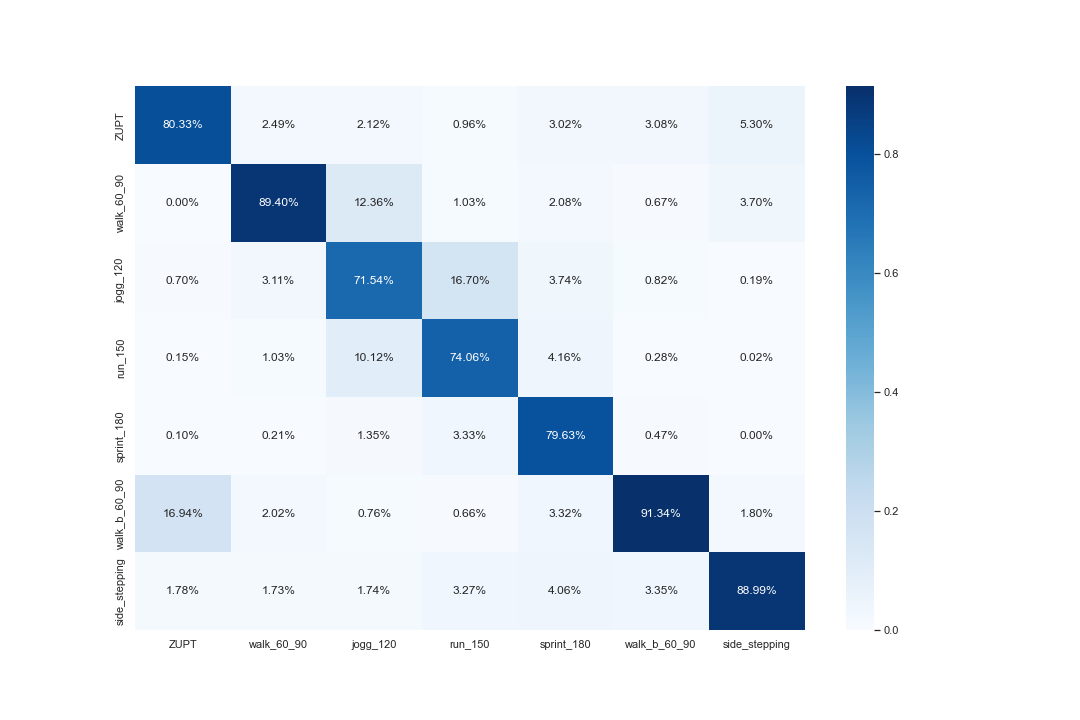 ZUPT 80.33% 2.49% 2.12% 0.96% 3.02% 3.08% 5.30%
walk_60_90 0.00% 89.40% 12.36% 1.03% 2.08% 0.67% 3.70%
jogg_120 0.70% 3.11% 71.54% 16.70% 3.74% 0.82% 0.19%
run_150 0.15% 1.03% 10.12% 74.06% 4.16% 0.28% 0.02%
sprint_180 0.10% 0.21% 1.35% 3.33% 79.63% 0.47% 0.00%
walk_b_60_90 16.94% 2.02% 0.76% 0.66% 3.32% 91.34% 1.80%
side_stepping 1.78% 1.73% 1.74% 3.27% 4.06% 3.35% 88.99%
ZUPT walk_60_90 jogg_120 run_150 sprint_180 walk_b_60_90 side_stepping
0.8
0.6
0.4
0.2
0.0